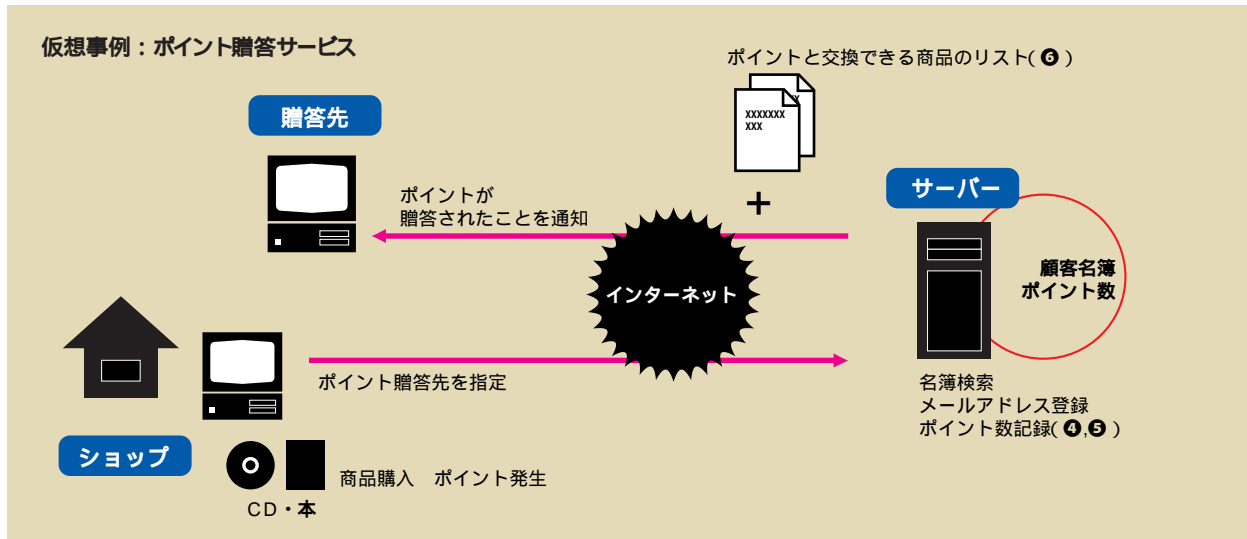 仮想事例：ポイント贈答サービス
ポイントと交換できる商品のリスト(❻)
XX
XXXXXXX
XXX
贈答先
ポイントが
贈答されたことを通知
+
サーバー
顧客名簿
ポイント数
インターネット
ポイント贈答先を指定
名簿検索
メールアドレス登録
ポイント数記録(❹,❺)
ショップ
商品購入　ポイント発生
CD・本